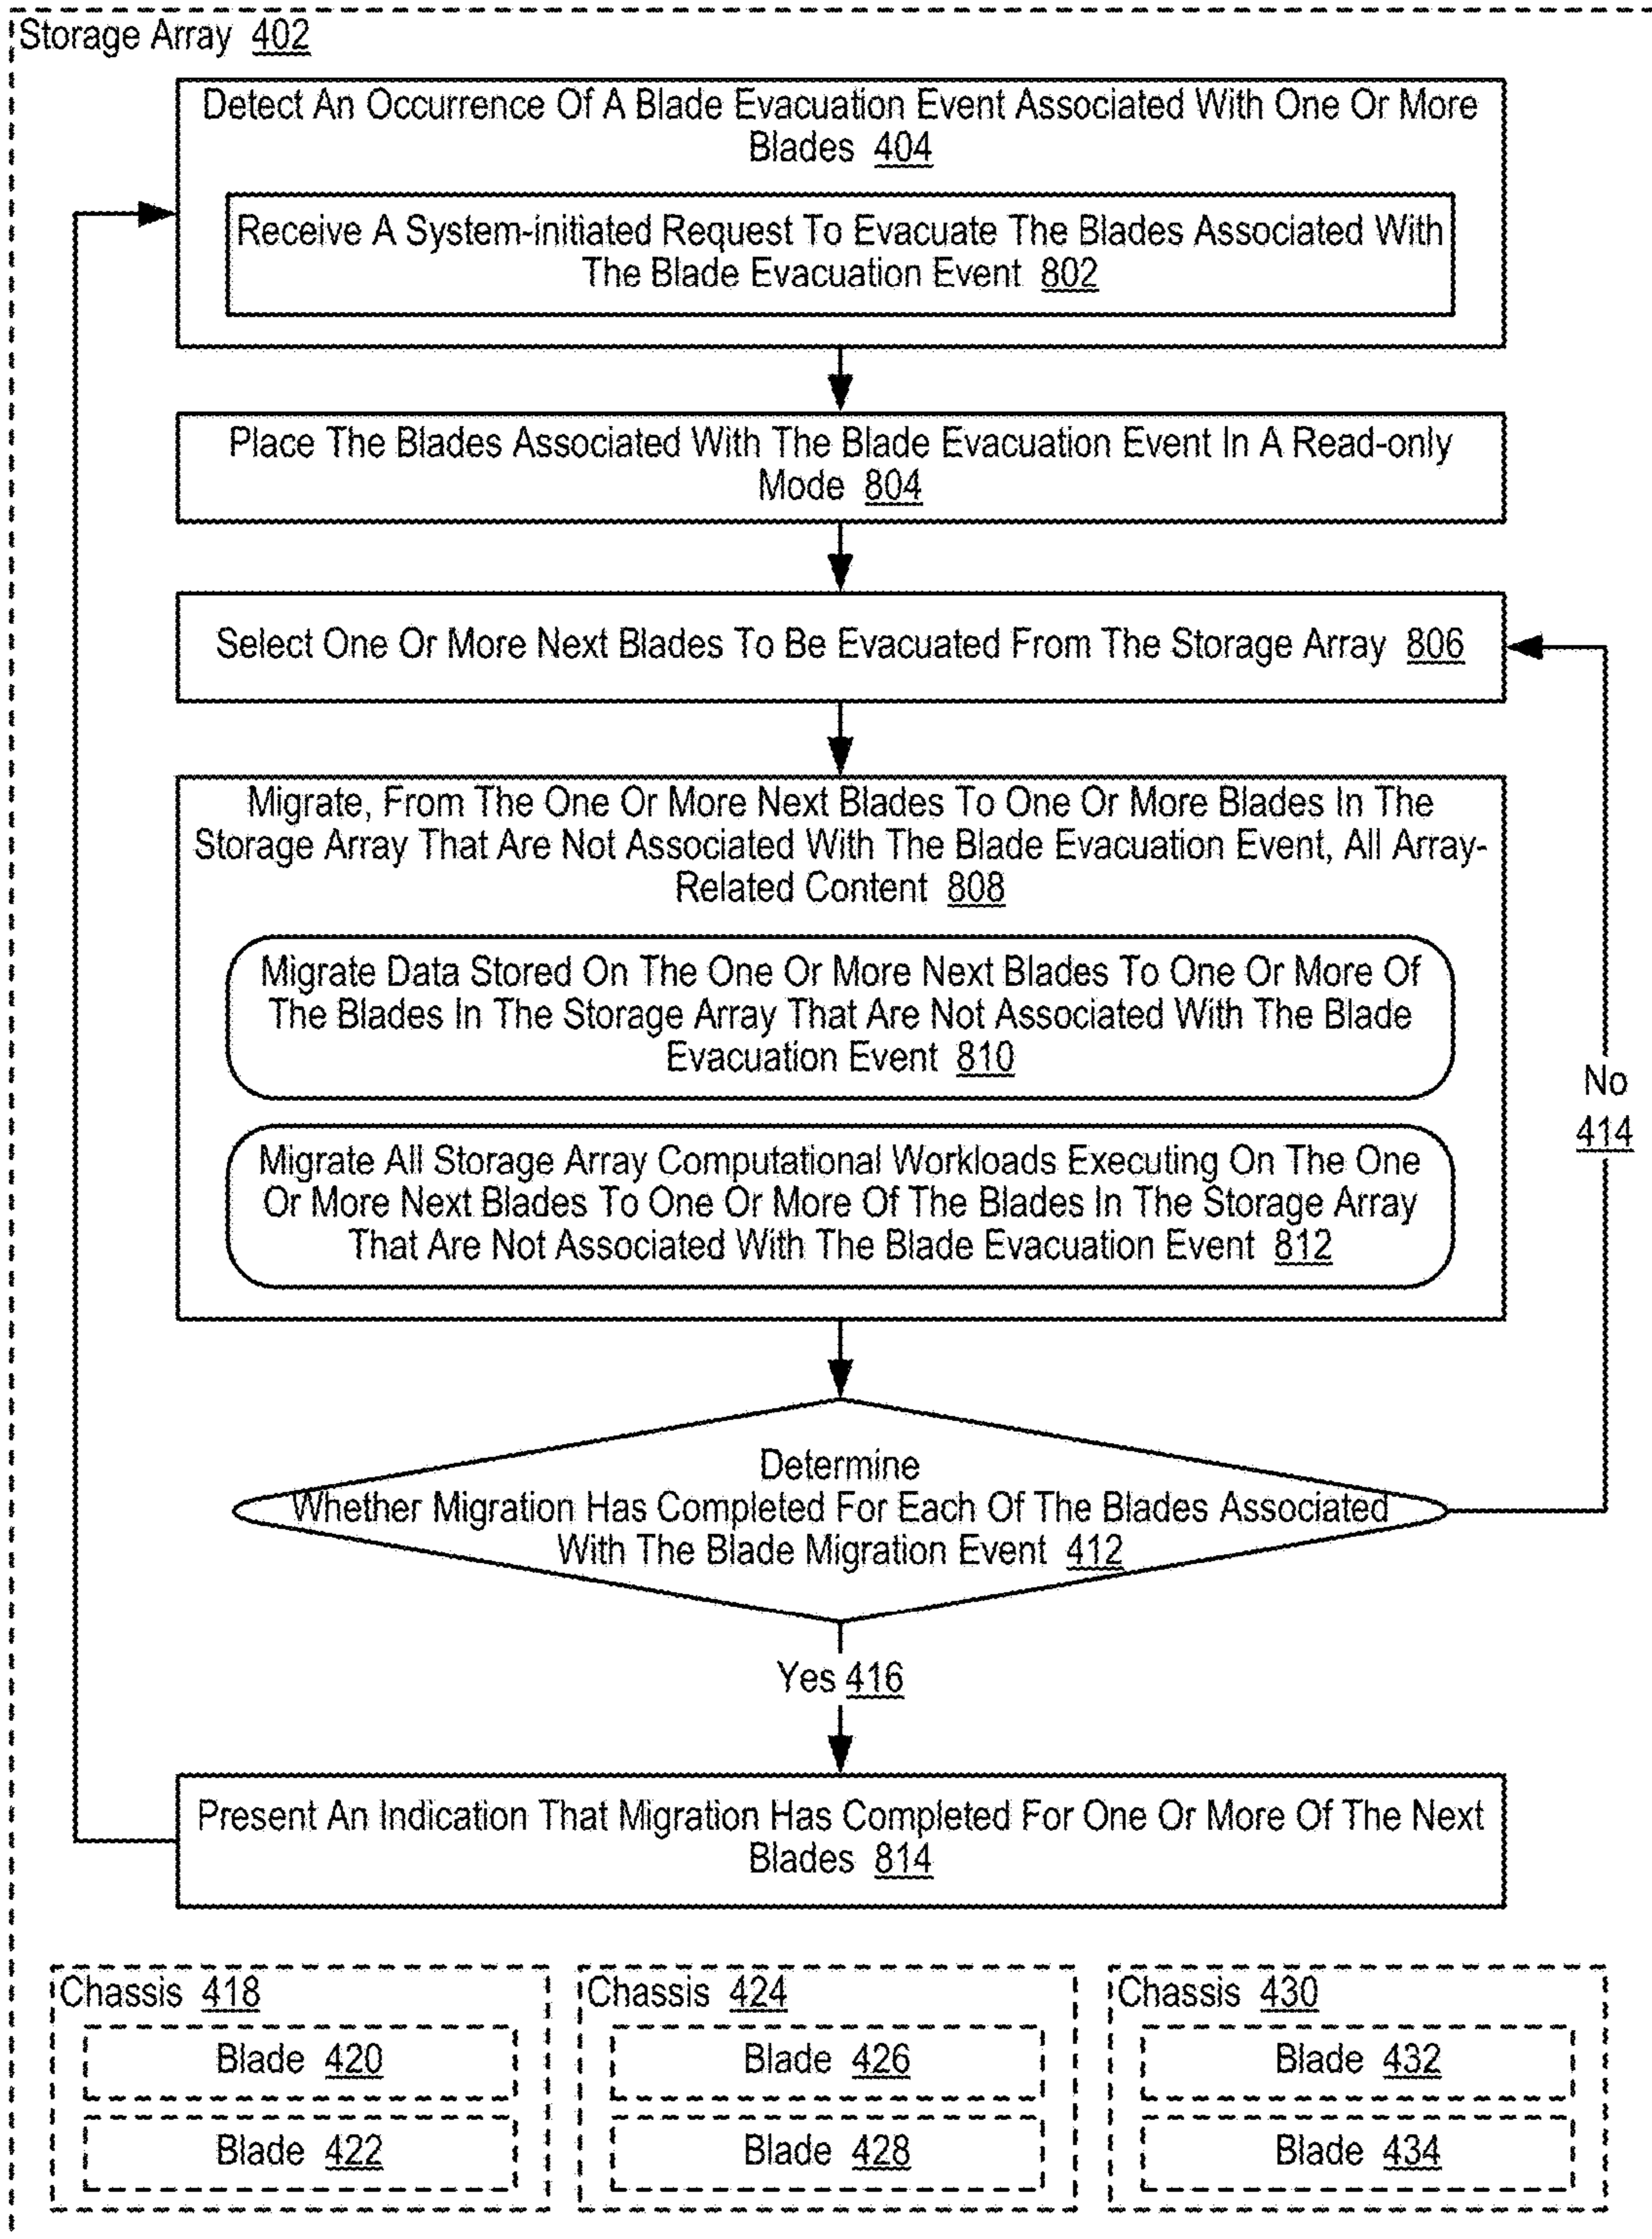 Storage Array 402
Detect An Occurrence Of A Blade Evacuation Event Associated With One Or More
Blades 404
Receive A System-initiated Request To Evacuate The Blades Associated With
The Blade Evacuation Event 802
Place The Blades Associated With The Blade Evacuation Event In A Read-only
Mode 804
Select One Or More Next Blades To Be Evacuated From The Storage Array 806
Migrate, From The One Or More Next Blades To One Or More Blades In The
Storage Array That Are Not Associated With The Blade Evacuation Event, All Array-
Related Content 808
Migrate Data Stored On The One Or More Next Blades To One Or More Of
The Blades In The Storage Array That Are Not Associated With The Blade
Evacuation Event 810
No
414
Migrate All Storage Array Computational Workloads Executing On The One
Or More Next Blades To One Or More Of The Blades In The Storage Array
That Are Not Associated With The Blade Evacuation Event 812
Determine
Whether Migration Has Completed For Each Of The Blades Associated
With The Blade Migration Event 412
Yes 416
Present An Indication That Migration Has Completed For One Or More Of The Next
Blades 814
Chassis 418
Blade 420
Blade 422
Chassis 424
Blade 426
Blade 428
Chassis 430
Blade 432
Blade 434